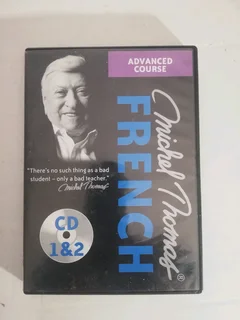 ADVANCED
COURSE
Michel Thomas®
FRENCH
"There's no such thing as a bad
student – only a bad teacher."
Michel Thomas
CD
1&2